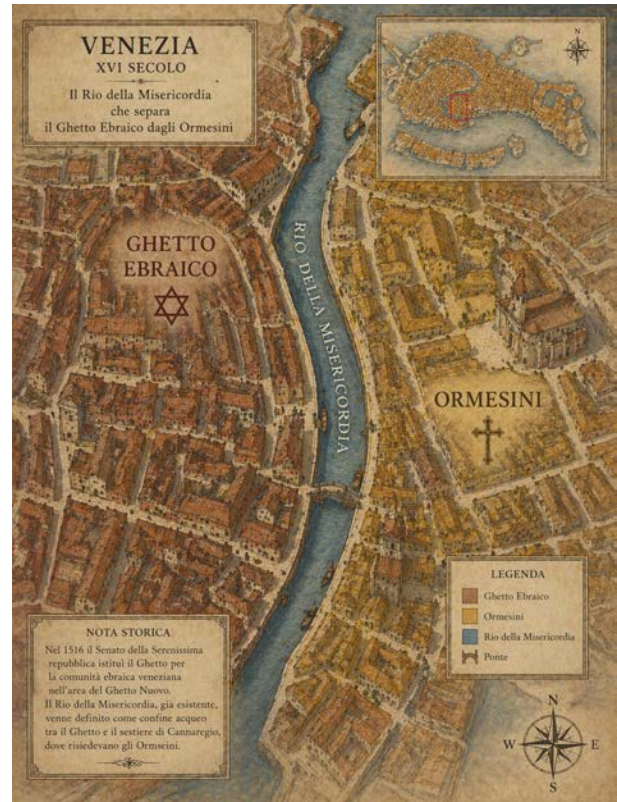 VENEZIA
XVI SECOLO
Il Rio della Misericordia
che separa
il Ghetto Ebraico dagli Ormesini
N
GHETTO
EBRAICO
RIO DELLA MISERICORDIA
ORMESINI
LEGENDA
Ghetto Ebraico
Ormesini
Rio della Misericordia
Ponte
NOTA STORICA
Nel 1516 il Senato della Serenissima
repubblica istituì il Ghetto per
la comunità ebraica veneziana
nell'area del Ghetto Nuovo.
Il Rio della Misericordia, già esistente,
venne definito come confine acqueo
tra il Ghetto e il sestiere di Cannaregio,
dove risiedevano gli Ormseini.
N
W E
S